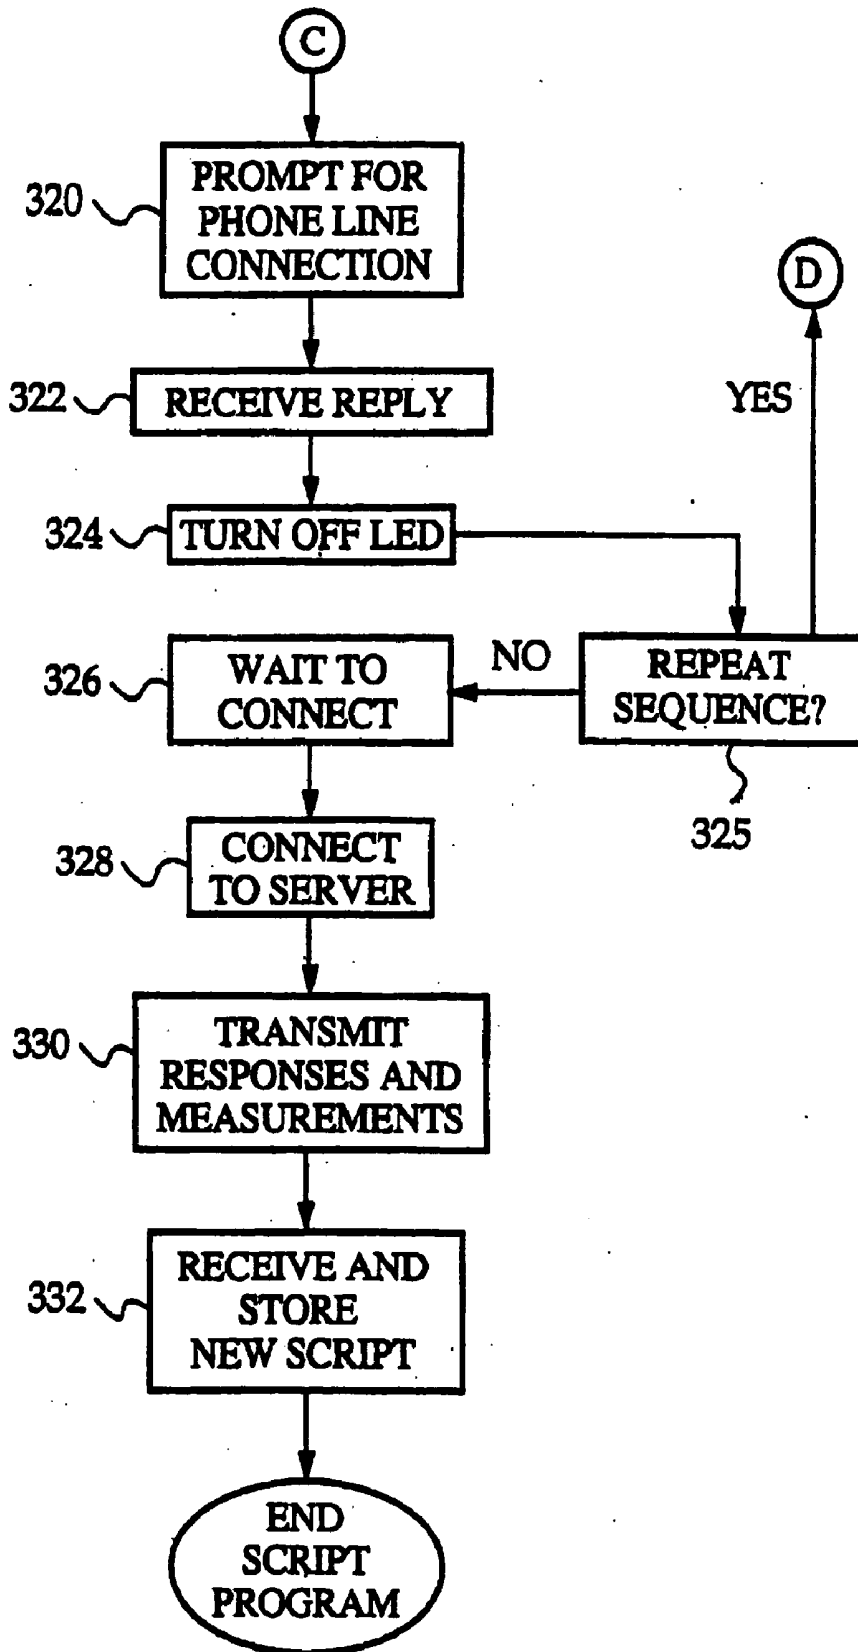 C
320
PROMPT FOR
PHONE LINE
CONNECTION
D
322
RECEIVE REPLY
YES
324
TURN OFF LED
326
WAIT TO
CONNECT
NO
REPEAT
SEQUENCE?
325
328
CONNECT
TO SERVER
330
TRANSMIT
RESPONSES AND
MEASUREMENTS
332
RECEIVE AND
STORE
NEW SCRIPT
END
SCRIPT
PROGRAM